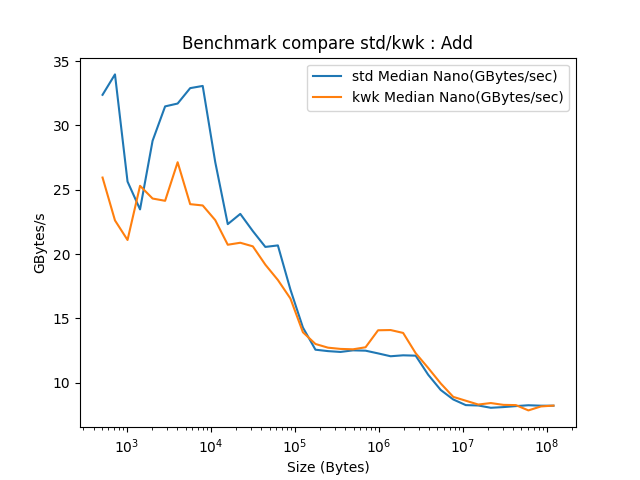 Benchmark compare std/kwk : Add
35
30
25
20
15
10
GBytes/s
std Median Nano(GBytes/sec)
kwk Median Nano(GBytes/sec)
10³ 10⁴ 10⁵ 10⁶ 10⁷ 10⁸
Size (Bytes)